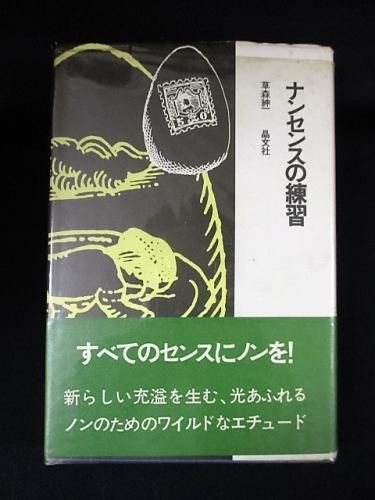 ナンセンスの練習
草森紳一
晶文社
50
すべてのセンスにノンを!
新らしい充溢を生む、光あふれる
ノンのためのワイルドなエチュード